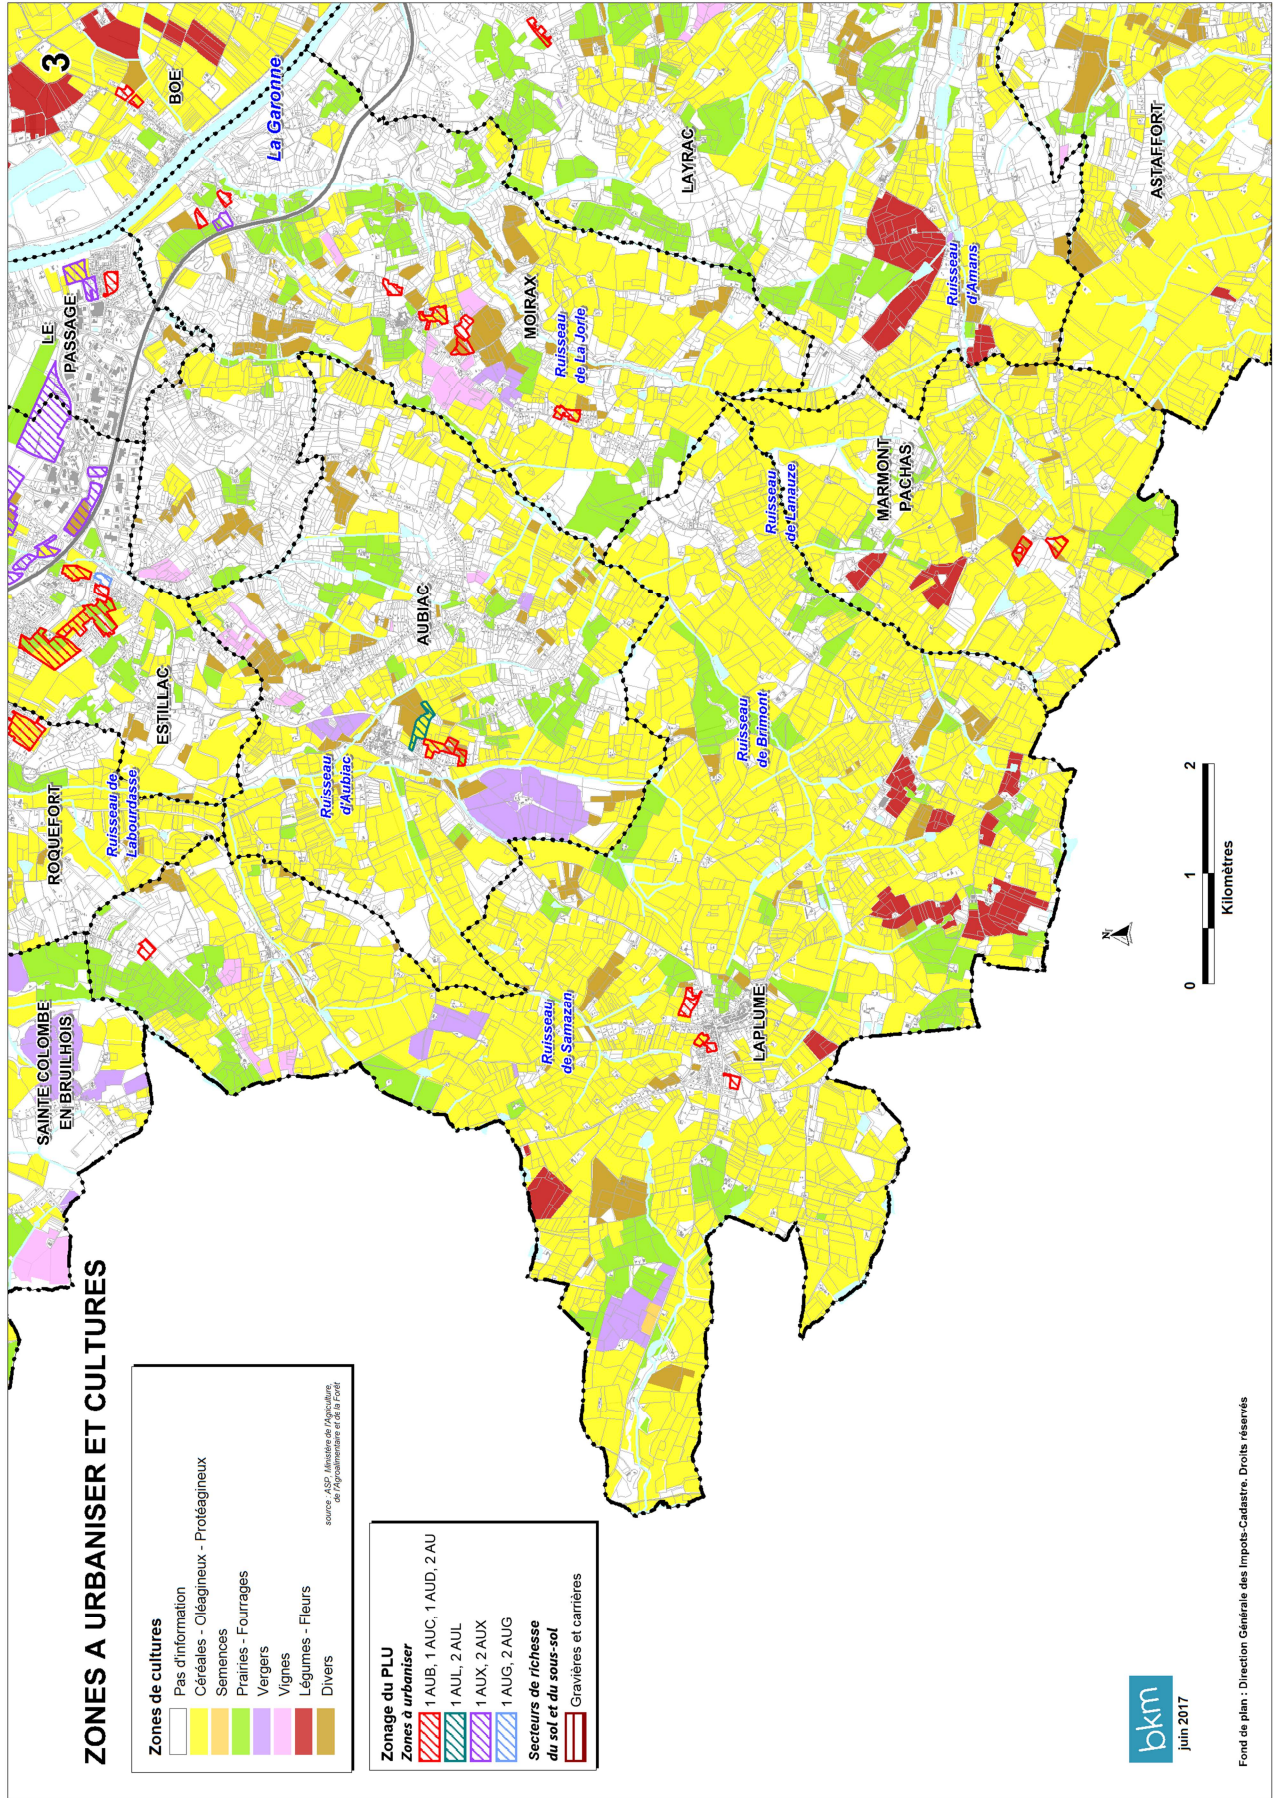 ZONES A URBANISER ET CULTURES
3
Zones de cultures
Pas d'information
Céréales - Oléagineux - Protéagineux
Semences
Prairies - Fourrages
Vergers
Vignes
Légumes - Fleurs
Divers
source : ASP, Ministère de l'Agriculture,
de l'Agroalimentaire et de la Forêt
Zonage du PLU
Zones à urbaniser
1 AUB, 1 AUC, 1 AUD, 2 AU
1 AUL, 2 AUL
1 AUX, 2 AUX
1 AUG, 2 AUG
Secteurs de richesse
du sol et du sous-sol
Gravières et carrières
SAINTE COLOMBE
EN BRUILHOIS
ROQUEFORT
Ruisseau de
Labourdasse
ESTILLAC
LE
PASSAGE
BOE
La Garonne
Ruisseau
d'Aubiac
AUBIAC
MOIRAX
Ruisseau
de La Jorle
LAYRAC
Ruisseau
de Samazan
LAPLUME
Ruisseau
de Brimont
Ruisseau
de Lanauze
MARMONT
PACHAS
Ruisseau
d'Amans
ASTAFFORT
N
0 1 2
Kilomètres
bkm
juin 2017
Fond de plan : Direction Générale des Impots-Cadastre. Droits réservés